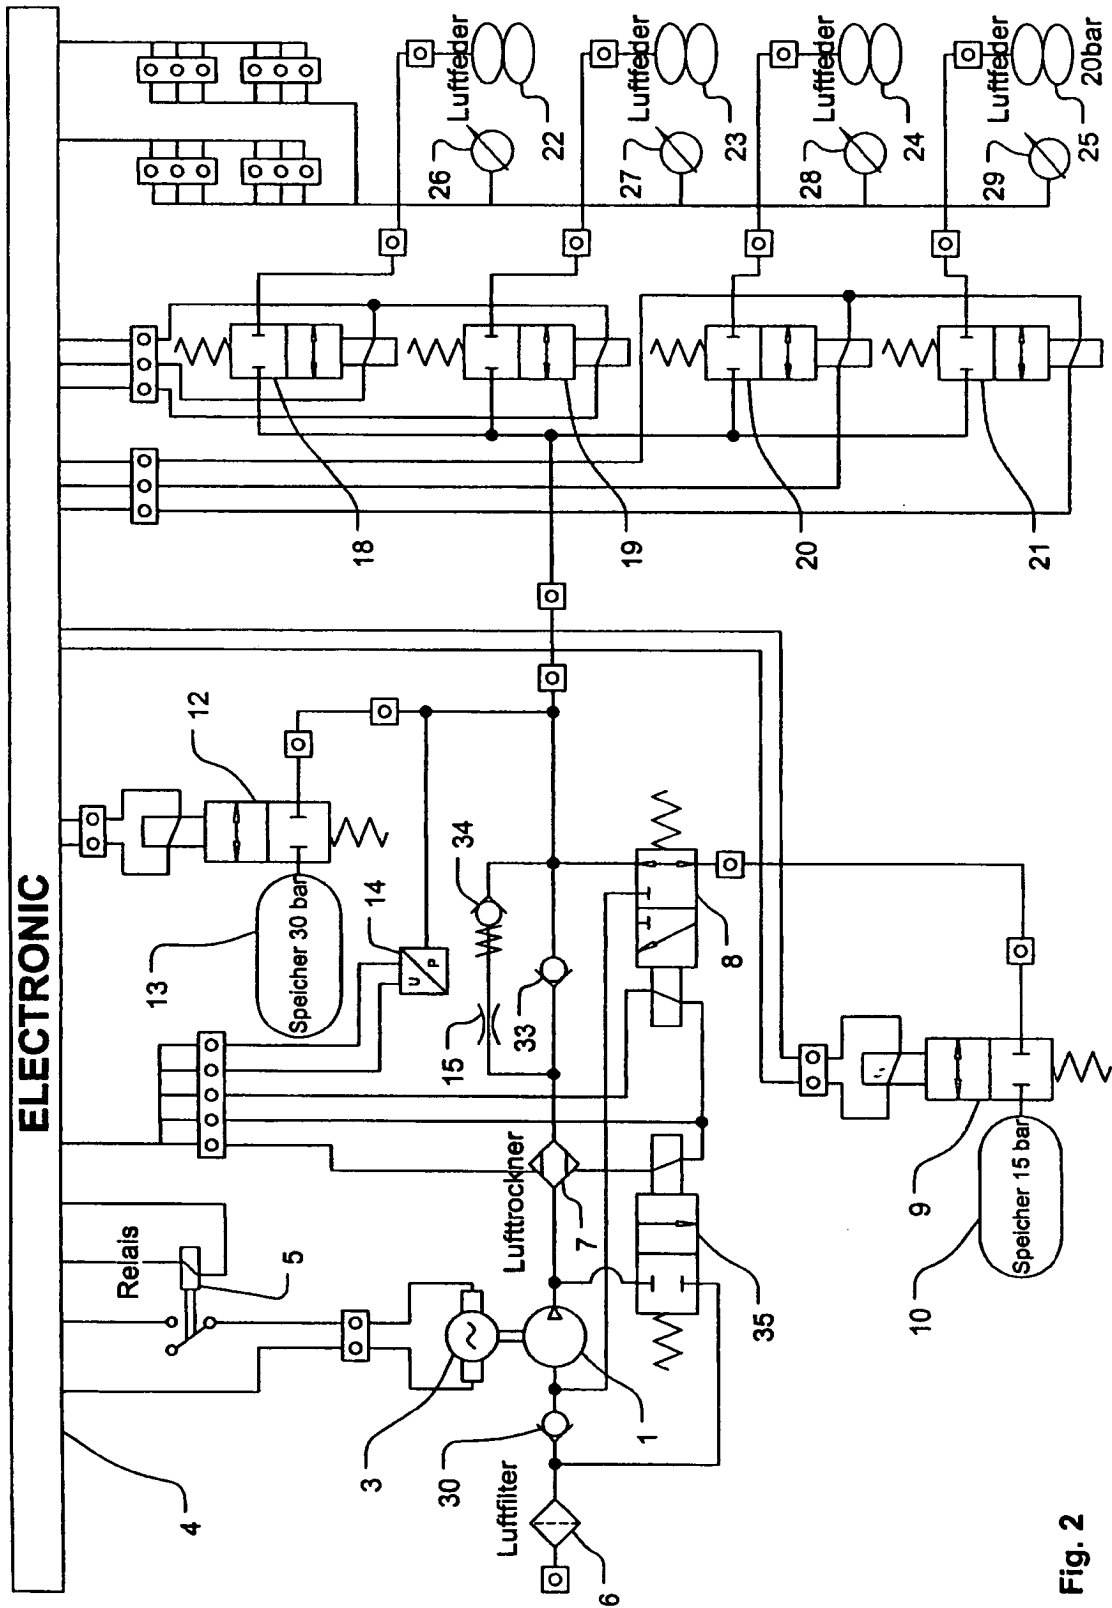 ELECTRONIC
Luftfeder
22
26
Luftfeder
23
27
Luftfeder
24
28
Luftfeder
20bar
25
29
18
19
20
21
12
Speicher 30 bar
13
14
U
P
34
15
33
8
Relais
5
Lufttrockner
7
35
3
~
1
30
Luftfilter
6
4
9
Speicher 15 bar
10
Fig. 2